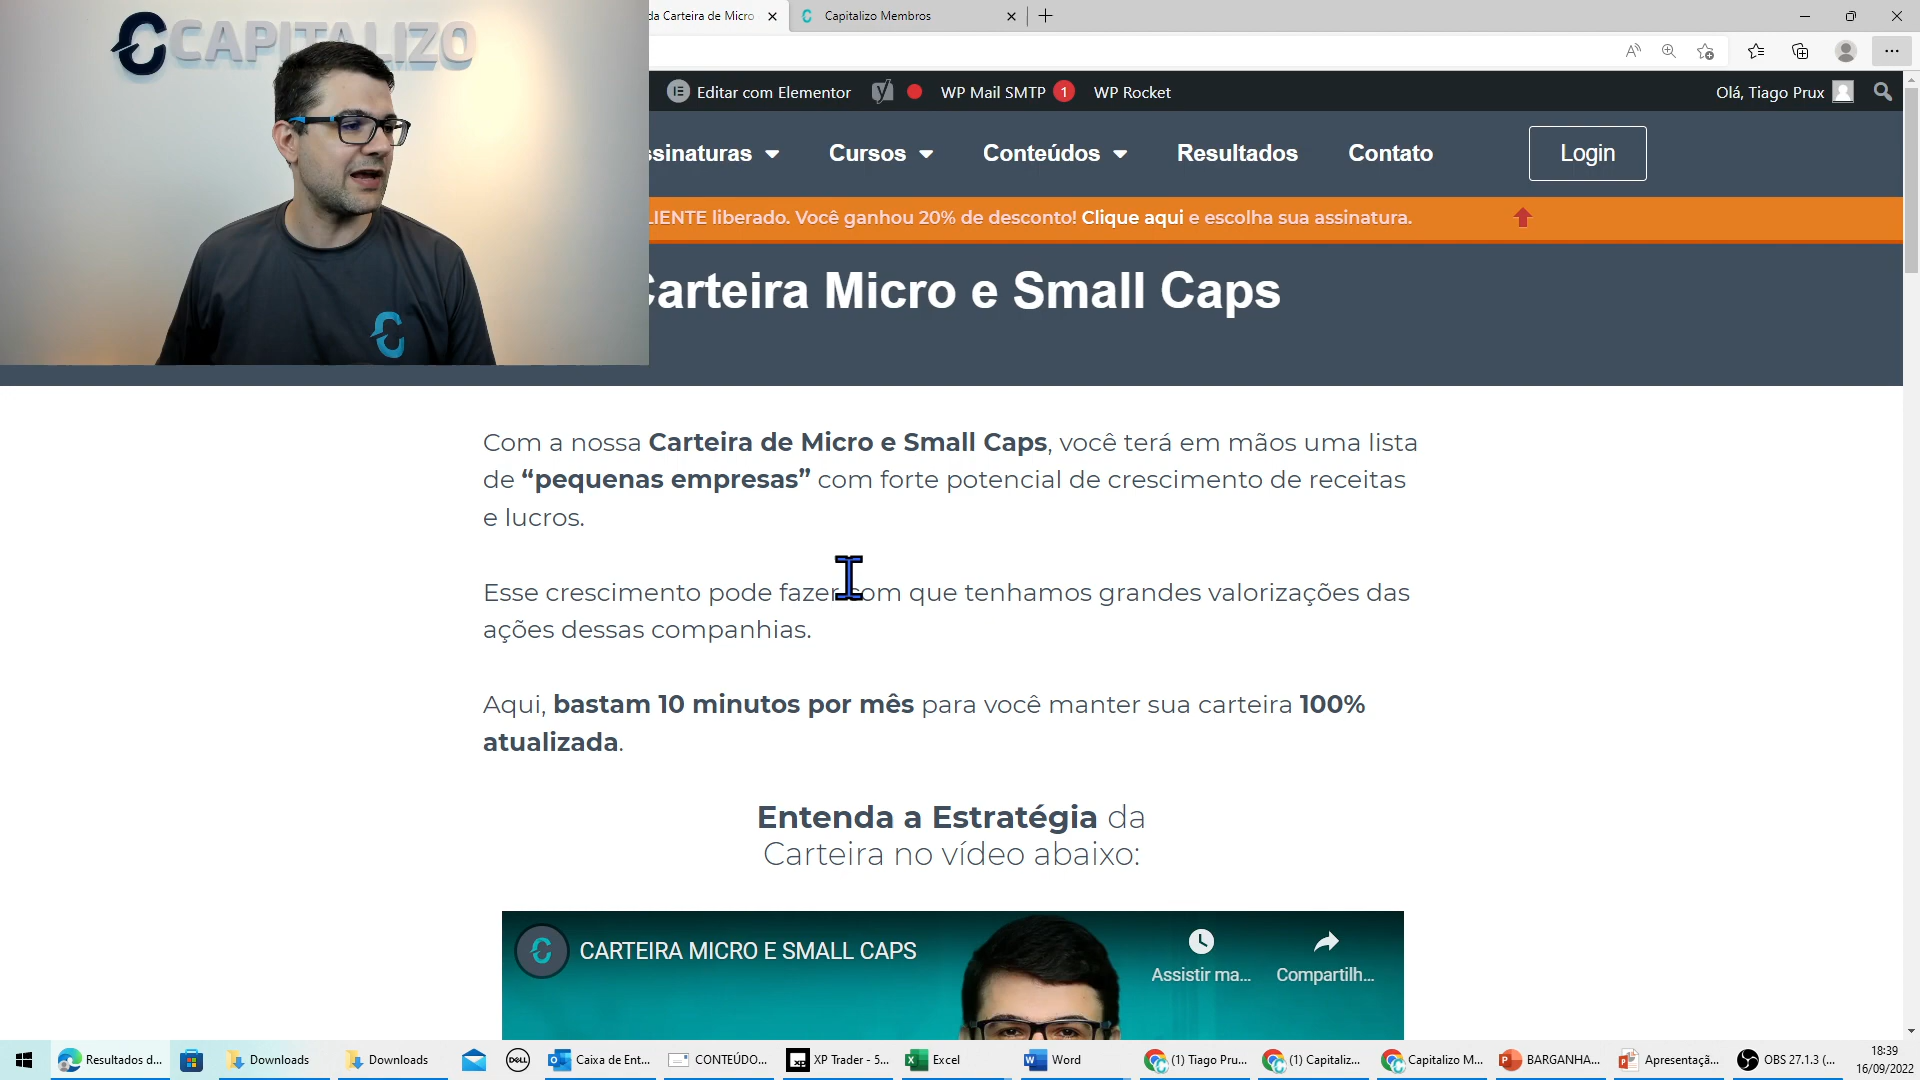 CAPITALIZO
da Carteira de Micro
Capitalizo Membros
Editar com Elementor
WP Mail SMTP 1
WP Rocket
Olá, Tiago Prux
ssinaturas
Cursos
Conteúdos
Resultados
Contato
Login
LIENTE liberado. Você ganhou 20% de desconto! Clique aqui e escolha sua assinatura.
Carteira Micro e Small Caps
Com a nossa Carteira de Micro e Small Caps, você terá em mãos uma lista
de “pequenas empresas” com forte potencial de crescimento de receitas
e lucros.
Esse crescimento pode fazer com que tenhamos grandes valorizações das
ações dessas companhias.
Aqui, bastam 10 minutos por mês para você manter sua carteira 100%
atualizada.
Entenda a Estratégia da
Carteira no vídeo abaixo:
CARTEIRA MICRO E SMALL CAPS
Assistir ma...
Compartilh...
Resultados d...
Downloads
Downloads
DELL
Caixa de Ent...
CONTEÚDO...
XP Trader - 5...
Excel
Word
(1) Tiago Pru...
(1) Capitaliz...
Capitalizo M...
BARGANHA...
Apresentaçã...
OBS 27.1.3 (...
18:39
16/09/2022